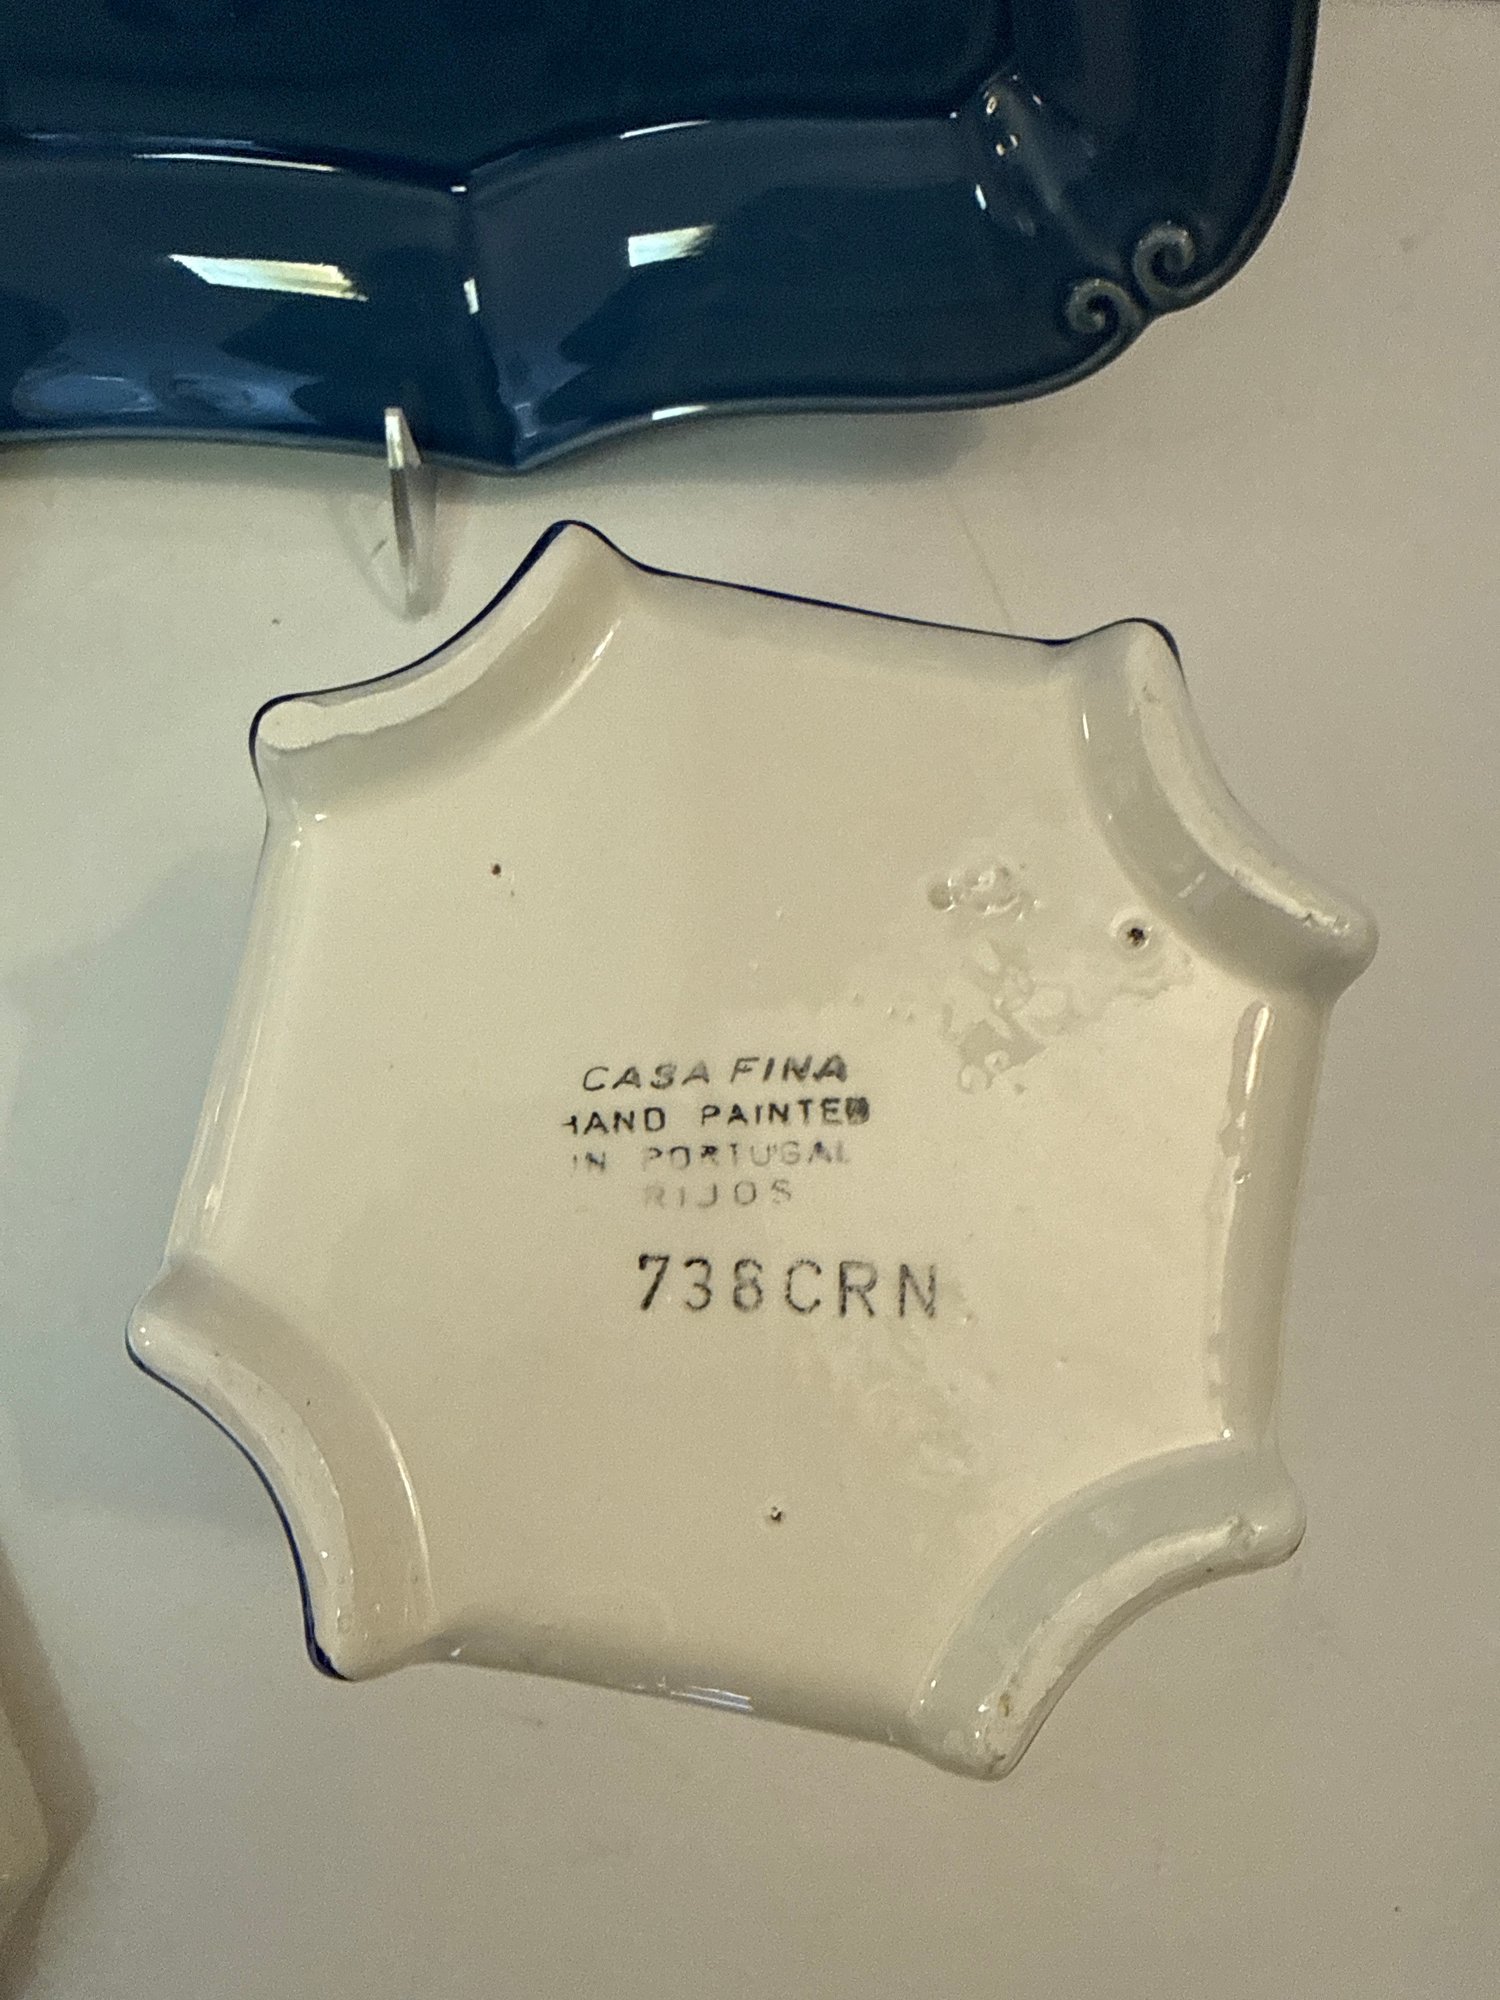 CASA FINA
HAND PAINTED
IN PORTUGAL
RIJOS
738CRN